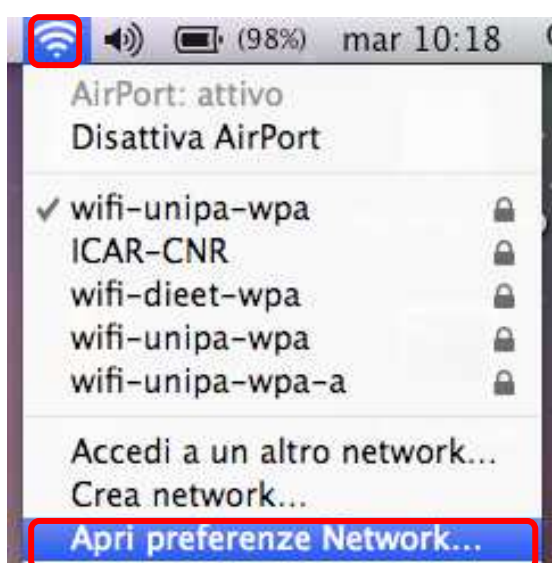 (98%) mar 10:18
AirPort: attivo
Disattiva AirPort
wifi-unipa-wpa
ICAR-CNR
wifi-dieet-wpa
wifi-unipa-wpa
wifi-unipa-wpa-a
Accedi a un altro network...
Crea network...
Apri preferenze Network...